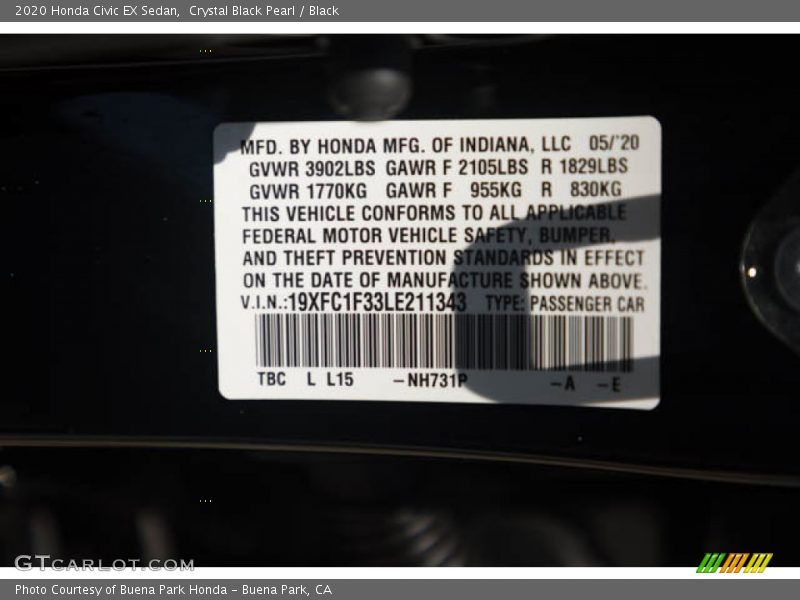 2020 Honda Civic EX Sedan,  Crystal Black Pearl / Black
MFD. BY HONDA MFG. OF INDIANA, LLC  05/'20
GVWR 3902LBS  GAWR F 2105LBS  R 1829LBS
GVWR 1770KG  GAWR F  955KG  R  830KG
THIS VEHICLE CONFORMS TO ALL APPLICABLE
FEDERAL MOTOR VEHICLE SAFETY, BUMPER,
AND THEFT PREVENTION STANDARDS IN EFFECT
ON THE DATE OF MANUFACTURE SHOWN ABOVE.
V.I.N.:19XFC1F33LE211343  TYPE: PASSENGER CAR
TBC  L L15  -NH731P  -A  -E
GTCARLOT.COM
Photo Courtesy of Buena Park Honda - Buena Park, CA